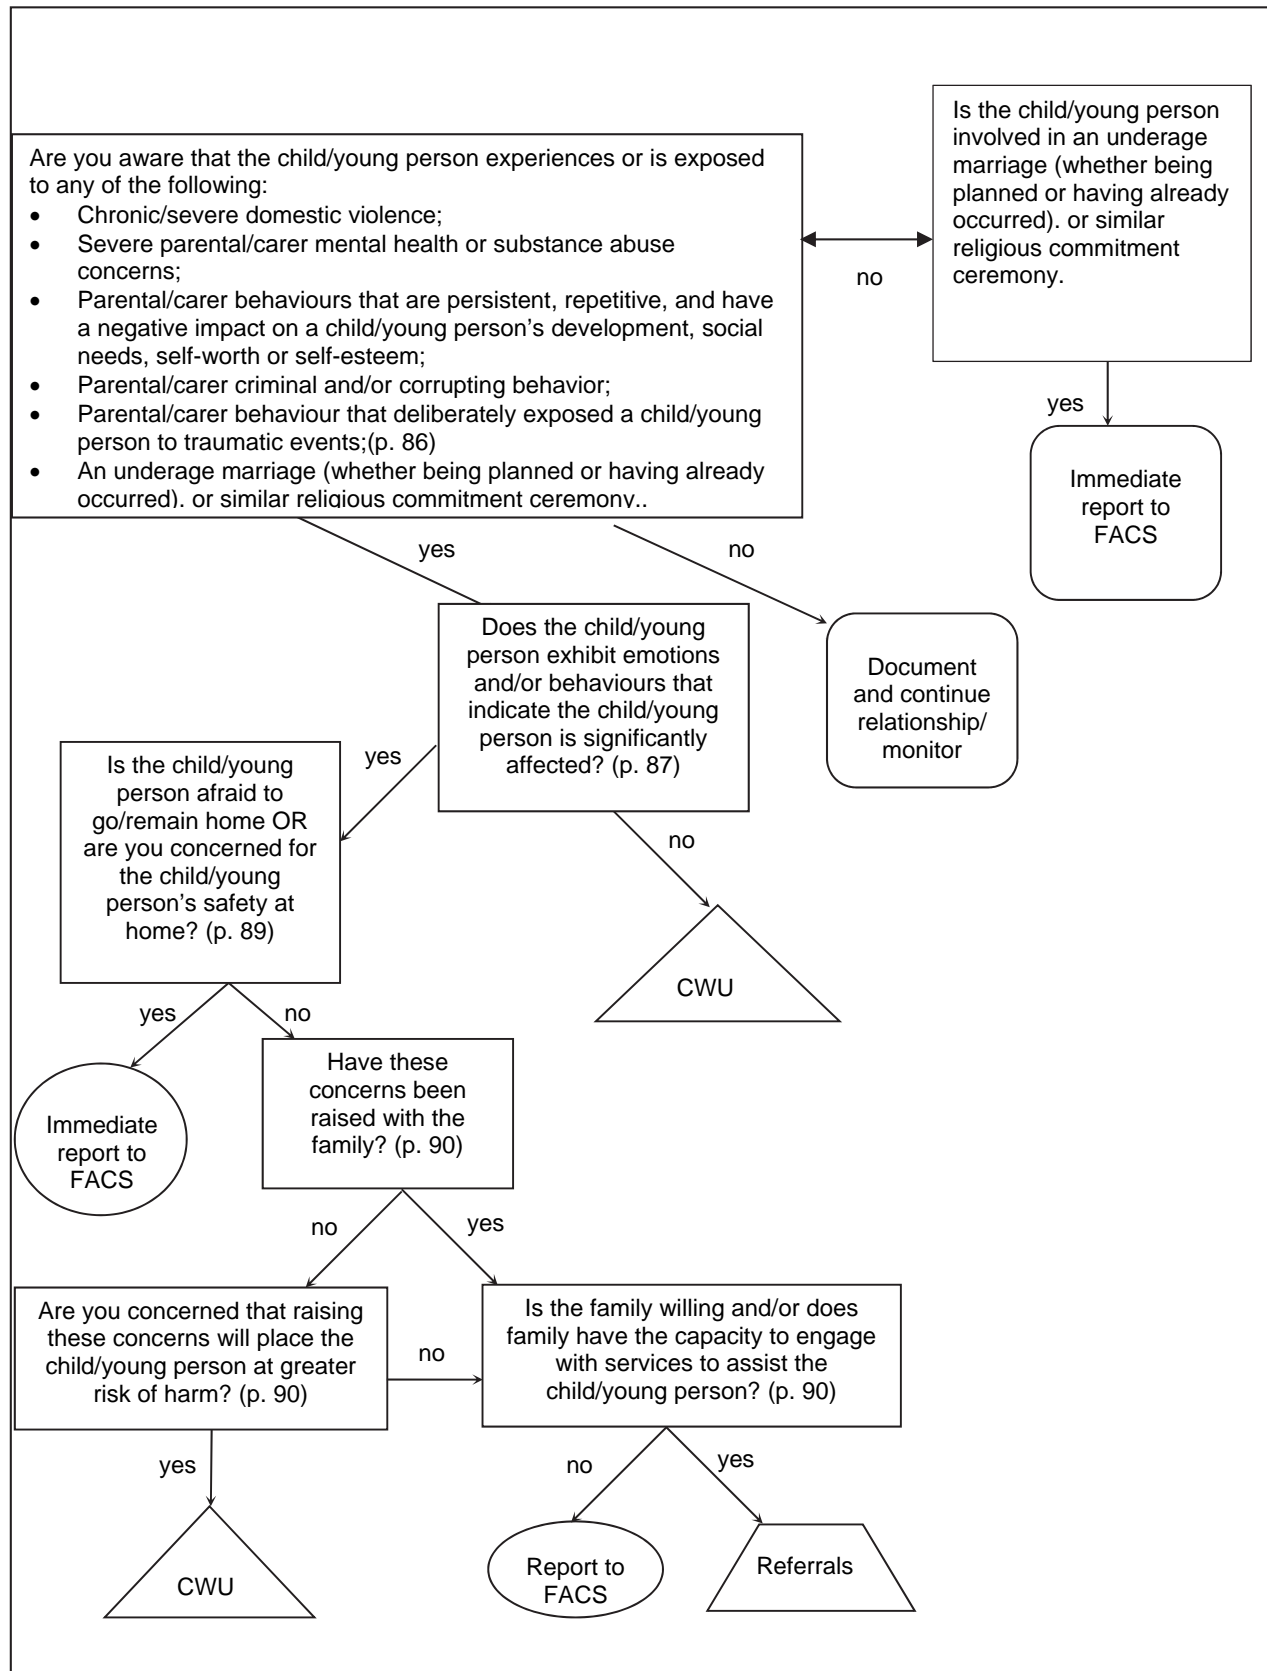 Are you aware that the child/young person experiences or is exposed
to any of the following:
• Chronic/severe domestic violence;
• Severe parental/carer mental health or substance abuse
concerns;
• Parental/carer behaviours that are persistent, repetitive, and have
a negative impact on a child/young person’s development, social
needs, self-worth or self-esteem;
• Parental/carer criminal and/or corrupting behavior;
• Parental/carer behaviour that deliberately exposed a child/young
person to traumatic events;(p. 86)
• An underage marriage (whether being planned or having already
occurred). or similar religious commitment ceremony..
no
Is the child/young person
involved in an underage
marriage (whether being
planned or having already
occurred). or similar
religious commitment
ceremony.
yes
Immediate
report to
FACS
yes
no
Does the child/young
person exhibit emotions
and/or behaviours that
indicate the child/young
person is significantly
affected? (p. 87)
Document
and continue
relationship/
monitor
yes
no
Is the child/young
person afraid to
go/remain home OR
are you concerned for
the child/young
person’s safety at
home? (p. 89)
CWU
yes
no
Immediate
report to
FACS
Have these
concerns been
raised with the
family? (p. 90)
no
yes
Are you concerned that raising
these concerns will place the
child/young person at greater
risk of harm? (p. 90)
no
Is the family willing and/or does
family have the capacity to engage
with services to assist the
child/young person? (p. 90)
yes
no
yes
CWU
Report to
FACS
Referrals